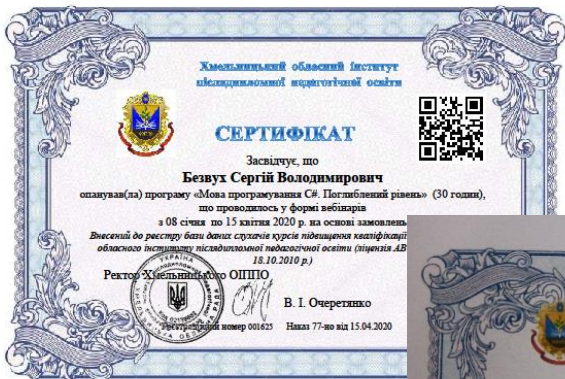 Хмельницький обласний інститут
післядипломної педагогічної освіти
СЕРТИФІКАТ
Засвідчує, що
Безвух Сергій Володимирович
опанував(ла) програму «Мова програмування C#. Поглиблений рівень» (30 годин),
що проводилось у формі вебінарів
з 08 січня по 15 квітня 2020 р. на основі замовлень
Внесений до реєстру бази даних слухачів курсів підвищення кваліфікації
обласного інституту післядипломної педагогічної освіти (ліцензія АВ
18.10.2010 р.)
Ректор Хмельницького ОІППО
УКРАЇНА
В. І. Очеретянко
Реєстраційний номер 001625 Наказ 77-но від 15.04.2020